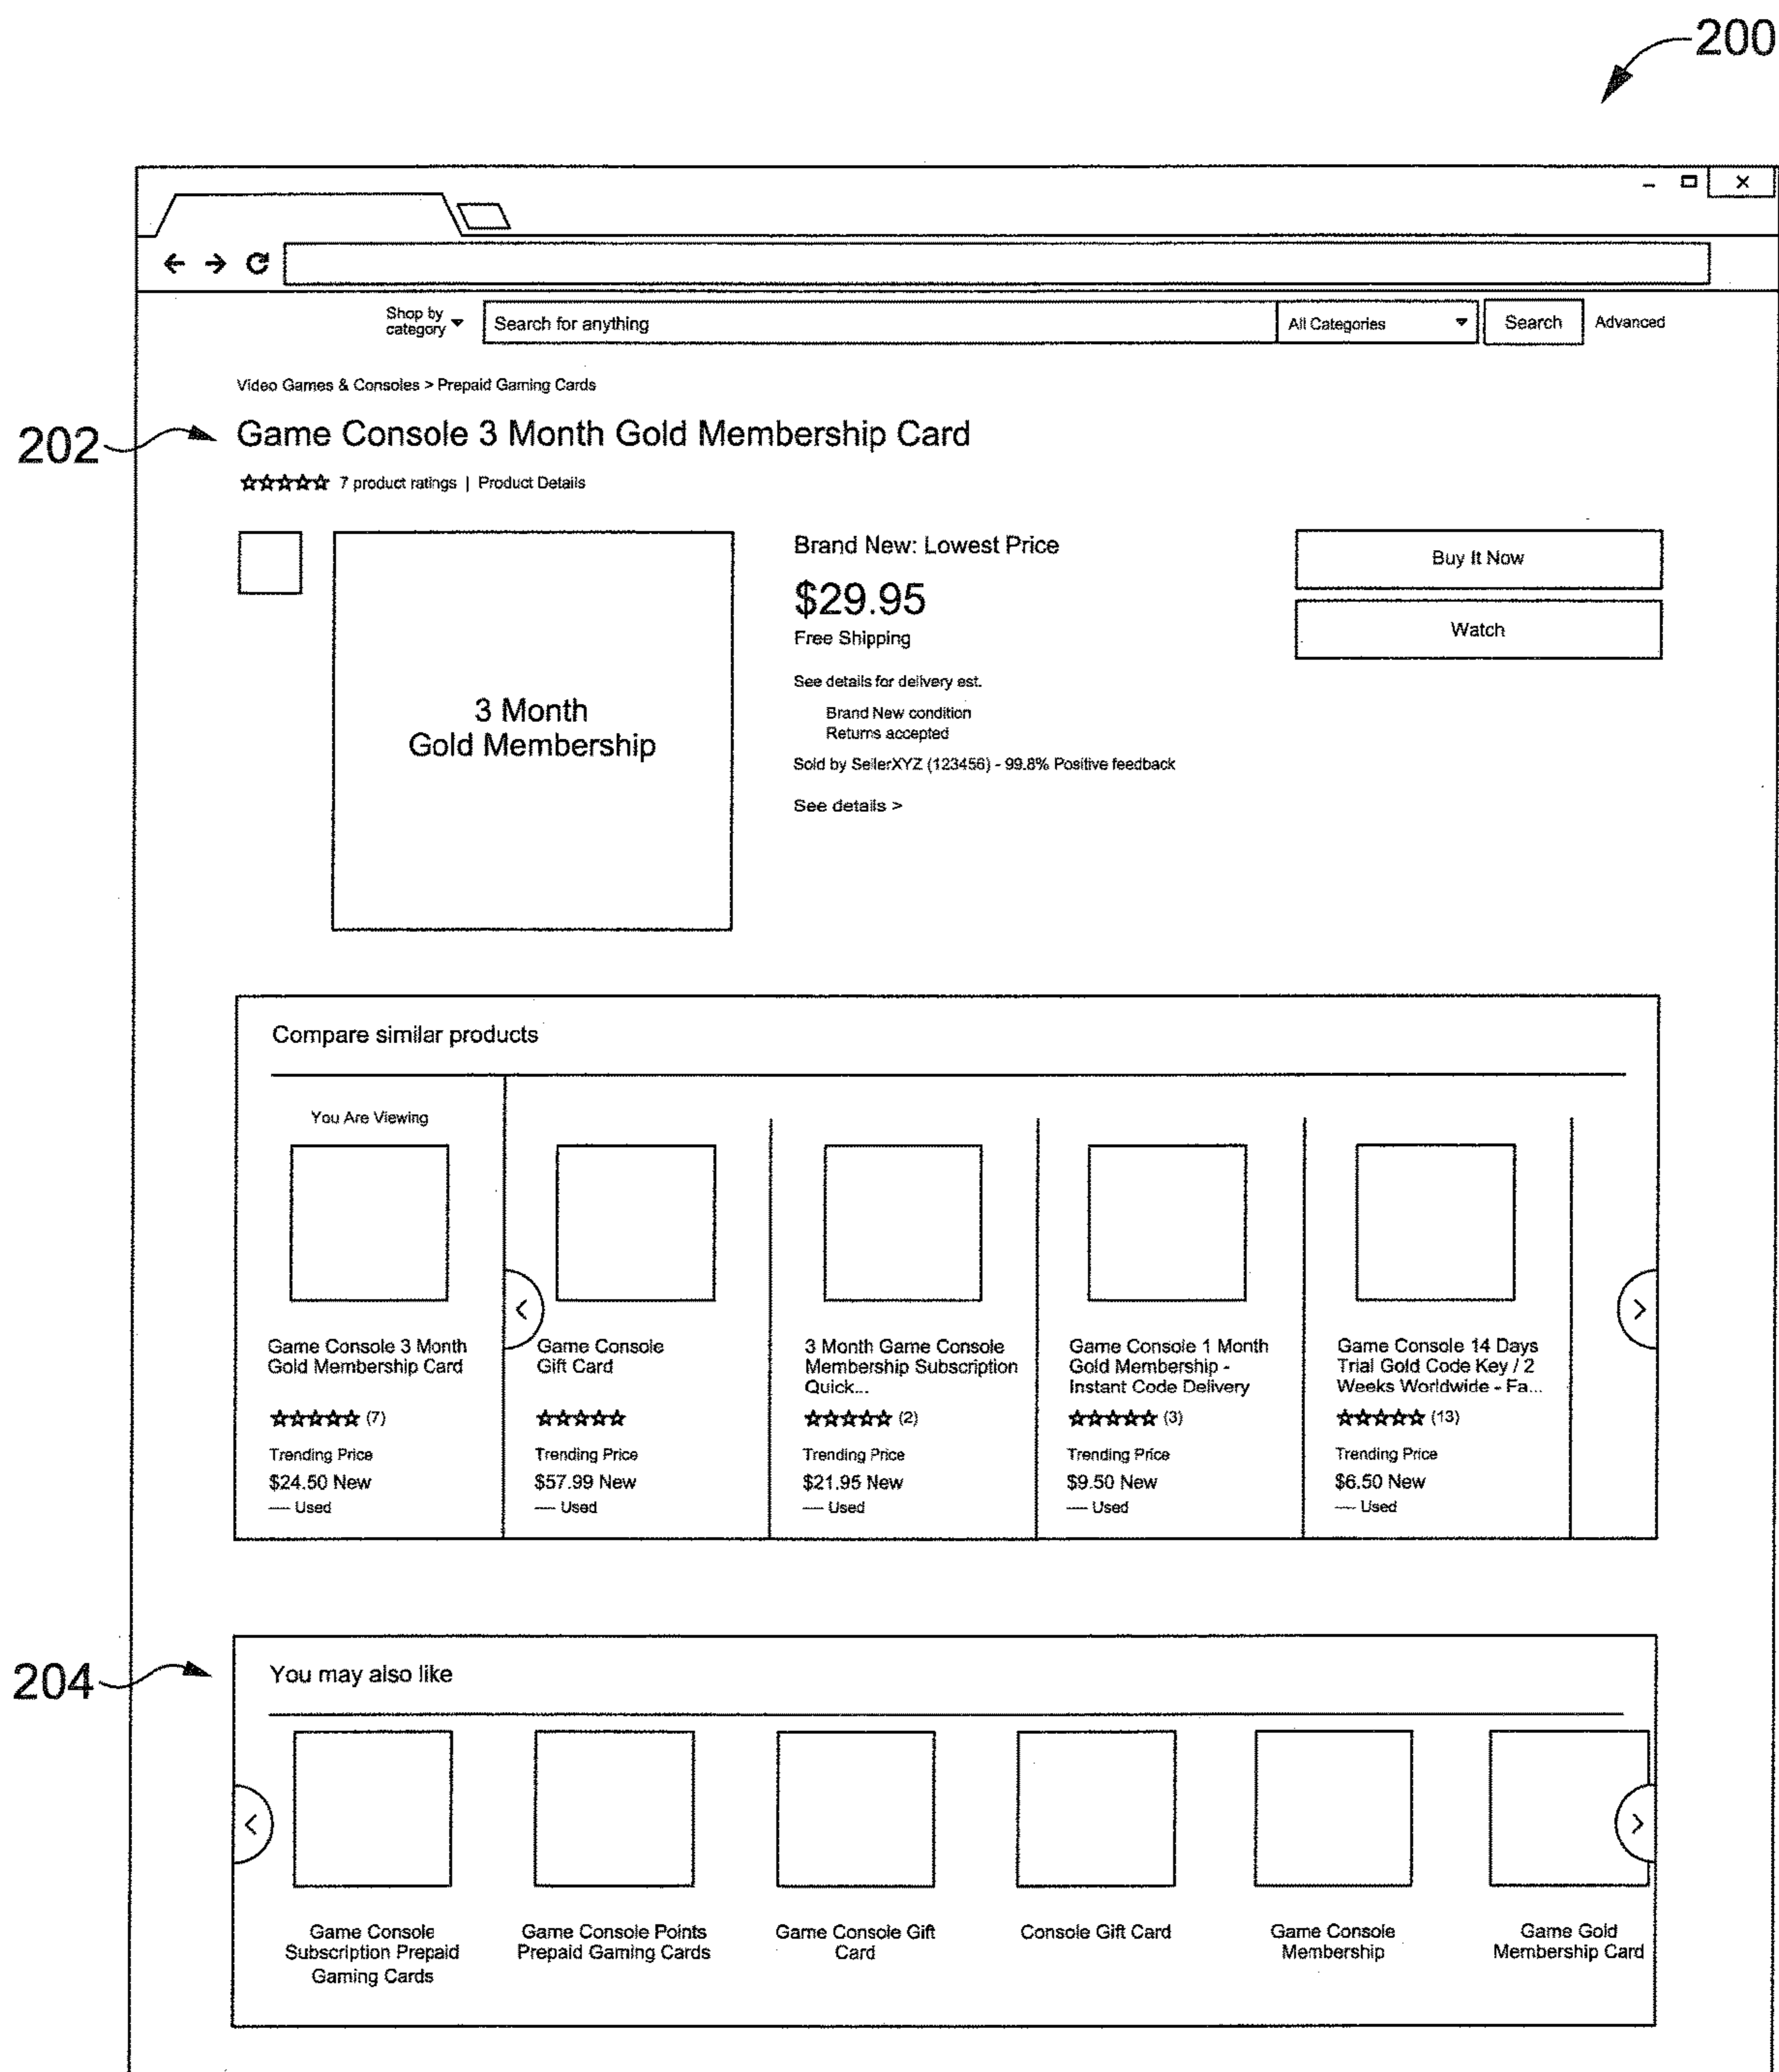 200
Shop by
category
Search for anything
All Categories
Search
Advanced
Video Games & Consoles > Prepaid Gaming Cards
202
Game Console 3 Month Gold Membership Card
☆☆☆☆☆ 7 product ratings | Product Details
3 Month
Gold Membership
Brand New: Lowest Price
$29.95
Free Shipping
See details for delivery est.
Brand New condition
Returns accepted
Sold by SellerXYZ (123456) - 99.8% Positive feedback
See details >
Buy It Now
Watch
Compare similar products
You Are Viewing
Game Console 3 Month
Gold Membership Card
☆☆☆☆☆ (7)
Trending Price
$24.50 New
— Used
Game Console
Gift Card
☆☆☆☆☆
Trending Price
$57.99 New
— Used
3 Month Game Console
Membership Subscription
Quick...
☆☆☆☆☆ (2)
Trending Price
$21.95 New
— Used
Game Console 1 Month
Gold Membership -
Instant Code Delivery
☆☆☆☆☆ (3)
Trending Price
$9.50 New
— Used
Game Console 14 Days
Trial Gold Code Key / 2
Weeks Worldwide - Fa...
☆☆☆☆☆ (13)
Trending Price
$6.50 New
— Used
204
You may also like
Game Console
Subscription Prepaid
Gaming Cards
Game Console Points
Prepaid Gaming Cards
Game Console Gift
Card
Console Gift Card
Game Console
Membership
Game Gold
Membership Card